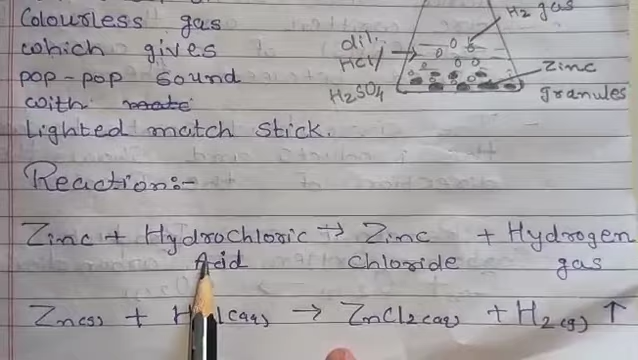 Colourless gas
which gives
pop-pop sound
with
Lighted match stick.
H2 gas
dil.
HCl/
H2SO4
Zinc
granules
Reaction:-
Zinc + Hydrochloric → Zinc + Hydrogen
Acid chloride gas
Zn(s) + H l(aq) → ZnCl2(aq) + H2(g) ↑